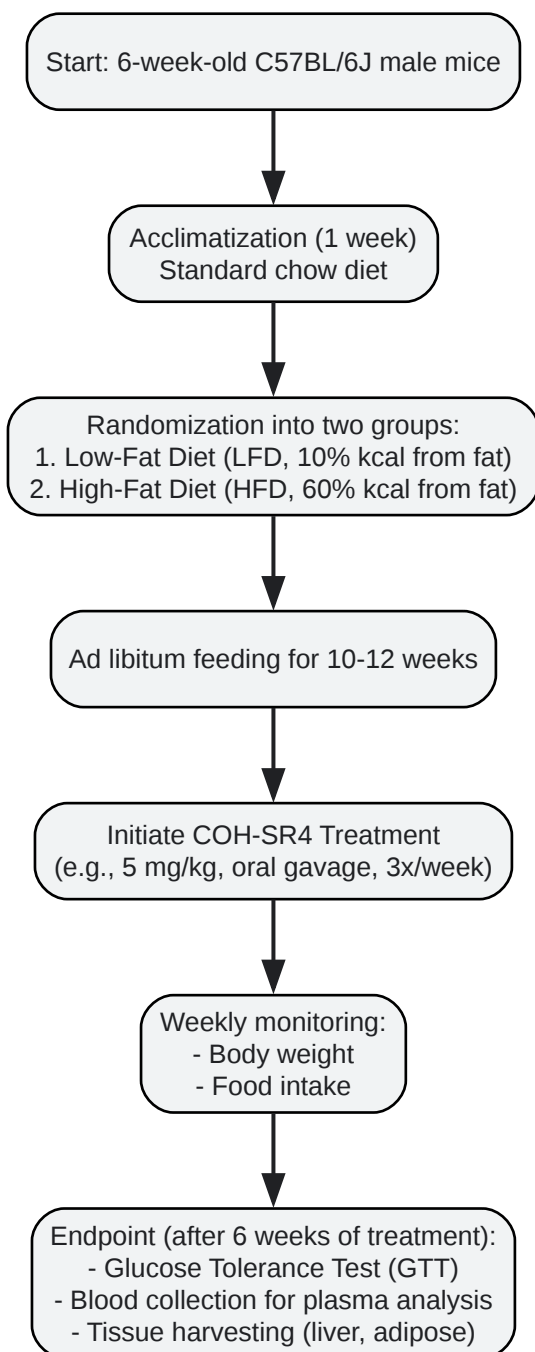 Start: 6-week-old C57BL/6J male mice
Acclimatization (1 week)
Standard chow diet
Randomization into two groups:
1. Low-Fat Diet (LFD, 10% kcal from fat)
2. High-Fat Diet (HFD, 60% kcal from fat)
Ad libitum feeding for 10-12 weeks
Initiate COH-SR4 Treatment
(e.g., 5 mg/kg, oral gavage, 3x/week)
Weekly monitoring:
- Body weight
- Food intake
Endpoint (after 6 weeks of treatment):
- Glucose Tolerance Test (GTT)
- Blood collection for plasma analysis
- Tissue harvesting (liver, adipose)